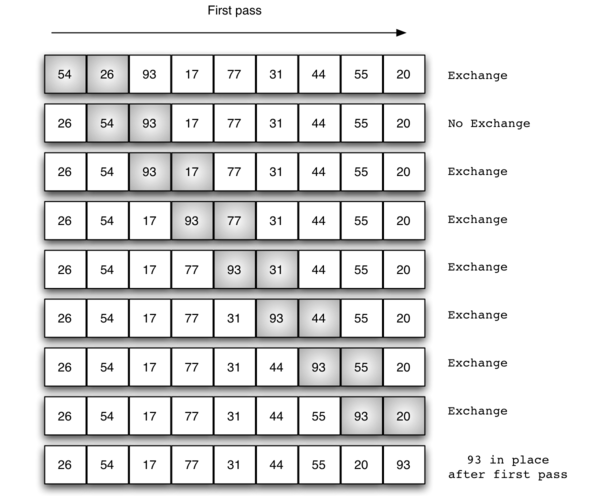 First pass
54 26 93 17 77 31 44 55 20 Exchange
26 54 93 17 77 31 44 55 20 No Exchange
26 54 93 17 77 31 44 55 20 Exchange
26 54 17 93 77 31 44 55 20 Exchange
26 54 17 77 93 31 44 55 20 Exchange
26 54 17 77 31 93 44 55 20 Exchange
26 54 17 77 31 44 93 55 20 Exchange
26 54 17 77 31 44 55 93 20 Exchange
26 54 17 77 31 44 55 20 93 93 in place
after first pass